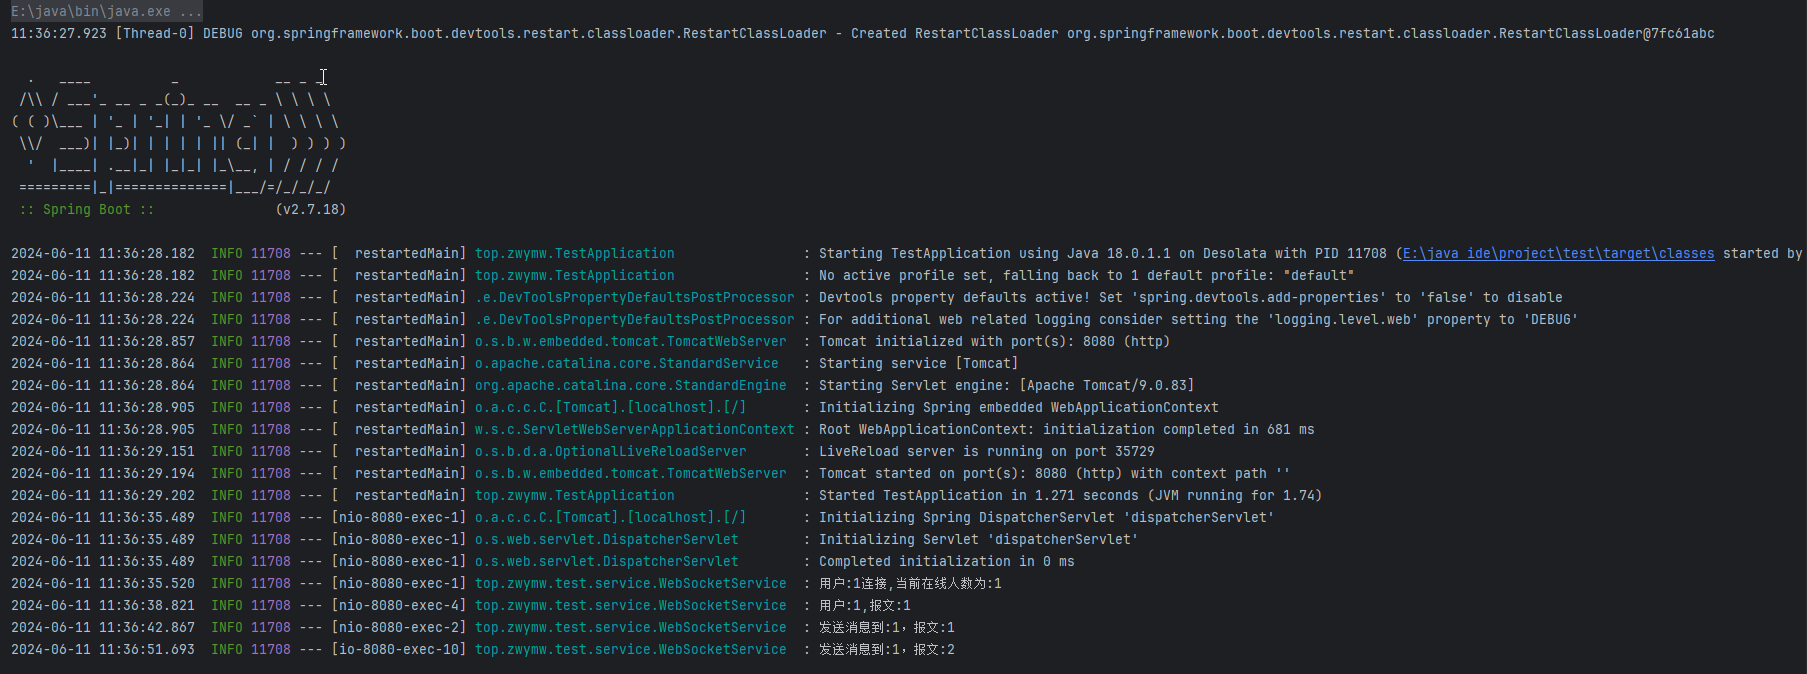 E:\java\bin\java.exe ...
11:36:27.923 [Thread-0] DEBUG org.springframework.boot.devtools.restart.classloader.RestartClassLoader - Created RestartClassLoader org.springframework.boot.devtools.restart.classloader.RestartClassLoader@7fc61abc
  .   ____          _            __ _ _
 /\\ / ___'_ __ _ _(_)_ __  __ _ \ \ \ \
( ( )\___ | '_ | '_| | '_ \/ _` | \ \ \ \
 \\/  ___)| |_)| | | | | || (_| |  ) ) ) )
  '  |____| .__|_| |_|_| |_\__, | / / / /
 =========|_|==============|___/=/_/_/_/
 :: Spring Boot ::               (v2.7.18)
2024-06-11 11:36:28.182  INFO 11708 --- [  restartedMain] top.zwymw.TestApplication                : Starting TestApplication using Java 18.0.1.1 on Desolata with PID 11708 (E:\java ide\project\test\target\classes started by
2024-06-11 11:36:28.182  INFO 11708 --- [  restartedMain] top.zwymw.TestApplication                : No active profile set, falling back to 1 default profile: "default"
2024-06-11 11:36:28.224  INFO 11708 --- [  restartedMain] .e.DevToolsPropertyDefaultsPostProcessor : Devtools property defaults active! Set 'spring.devtools.add-properties' to 'false' to disable
2024-06-11 11:36:28.224  INFO 11708 --- [  restartedMain] .e.DevToolsPropertyDefaultsPostProcessor : For additional web related logging consider setting the 'logging.level.web' property to 'DEBUG'
2024-06-11 11:36:28.857  INFO 11708 --- [  restartedMain] o.s.b.w.embedded.tomcat.TomcatWebServer  : Tomcat initialized with port(s): 8080 (http)
2024-06-11 11:36:28.864  INFO 11708 --- [  restartedMain] o.apache.catalina.core.StandardService   : Starting service [Tomcat]
2024-06-11 11:36:28.864  INFO 11708 --- [  restartedMain] org.apache.catalina.core.StandardEngine  : Starting Servlet engine: [Apache Tomcat/9.0.83]
2024-06-11 11:36:28.905  INFO 11708 --- [  restartedMain] o.a.c.c.C.[Tomcat].[localhost].[/]       : Initializing Spring embedded WebApplicationContext
2024-06-11 11:36:28.905  INFO 11708 --- [  restartedMain] w.s.c.ServletWebServerApplicationContext : Root WebApplicationContext: initialization completed in 681 ms
2024-06-11 11:36:29.151  INFO 11708 --- [  restartedMain] o.s.b.d.a.OptionalLiveReloadServer       : LiveReload server is running on port 35729
2024-06-11 11:36:29.194  INFO 11708 --- [  restartedMain] o.s.b.w.embedded.tomcat.TomcatWebServer  : Tomcat started on port(s): 8080 (http) with context path ''
2024-06-11 11:36:29.202  INFO 11708 --- [  restartedMain] top.zwymw.TestApplication                : Started TestApplication in 1.271 seconds (JVM running for 1.74)
2024-06-11 11:36:35.489  INFO 11708 --- [nio-8080-exec-1] o.a.c.c.C.[Tomcat].[localhost].[/]       : Initializing Spring DispatcherServlet 'dispatcherServlet'
2024-06-11 11:36:35.489  INFO 11708 --- [nio-8080-exec-1] o.s.web.servlet.DispatcherServlet        : Initializing Servlet 'dispatcherServlet'
2024-06-11 11:36:35.489  INFO 11708 --- [nio-8080-exec-1] o.s.web.servlet.DispatcherServlet        : Completed initialization in 0 ms
2024-06-11 11:36:35.520  INFO 11708 --- [nio-8080-exec-1] top.zwymw.test.service.WebSocketService  : 用户:1连接,当前在线人数为:1
2024-06-11 11:36:38.821  INFO 11708 --- [nio-8080-exec-4] top.zwymw.test.service.WebSocketService  : 用户:1,报文:1
2024-06-11 11:36:42.867  INFO 11708 --- [nio-8080-exec-2] top.zwymw.test.service.WebSocketService  : 发送消息到:1，报文:1
2024-06-11 11:36:51.693  INFO 11708 --- [io-8080-exec-10] top.zwymw.test.service.WebSocketService  : 发送消息到:1，报文:2